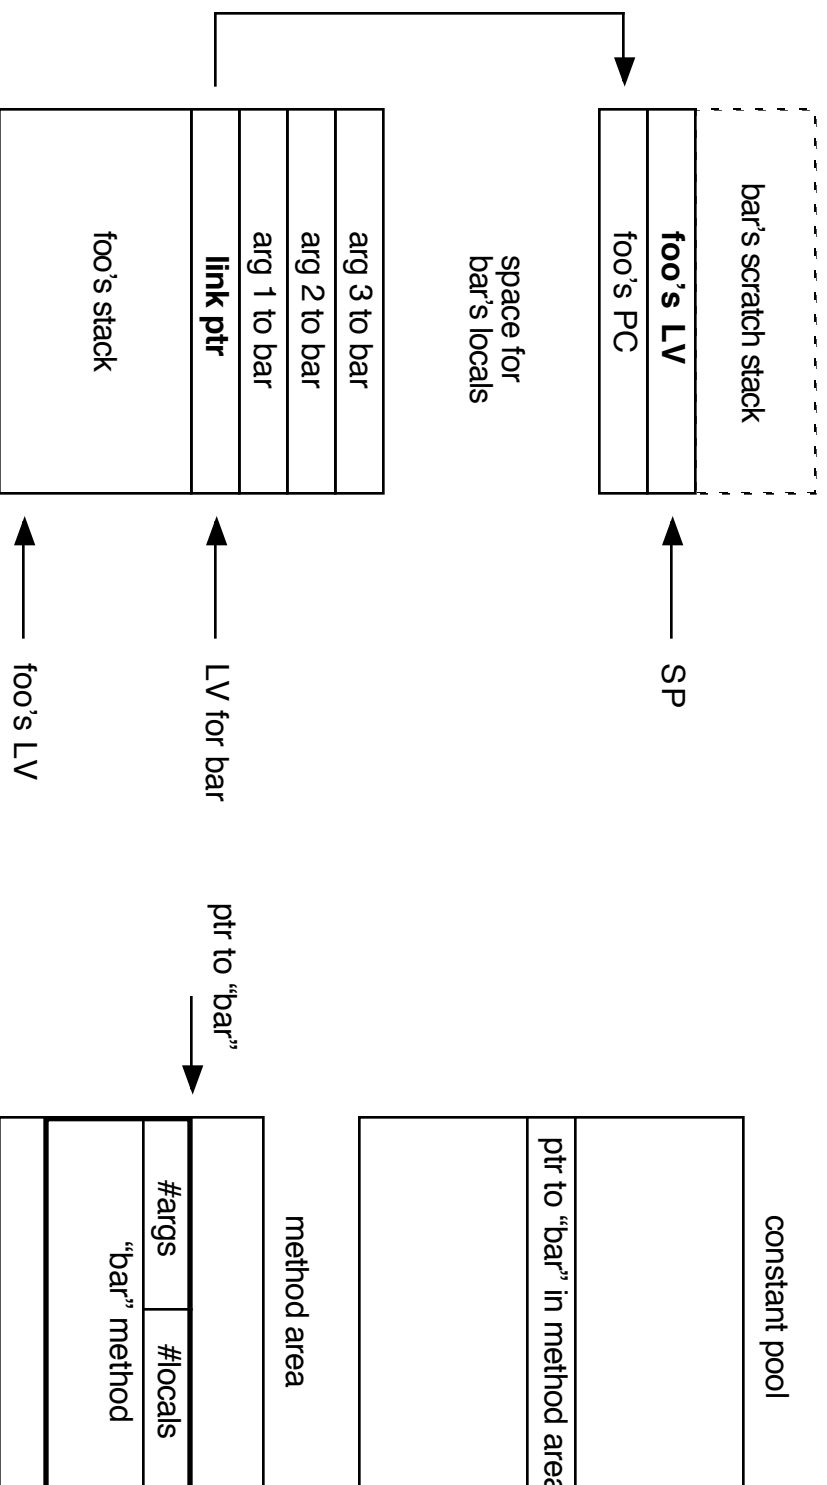 bar’s scratch stack
foo’s LV
foo’s PC
space for
bar’s locals
arg 3 to bar
arg 2 to bar
arg 1 to bar
link ptr
foo’s stack
SP
LV for bar
foo’s LV
constant pool
ptr to “bar” in method area
method area
ptr to “bar”
#args
#locals
“bar” method